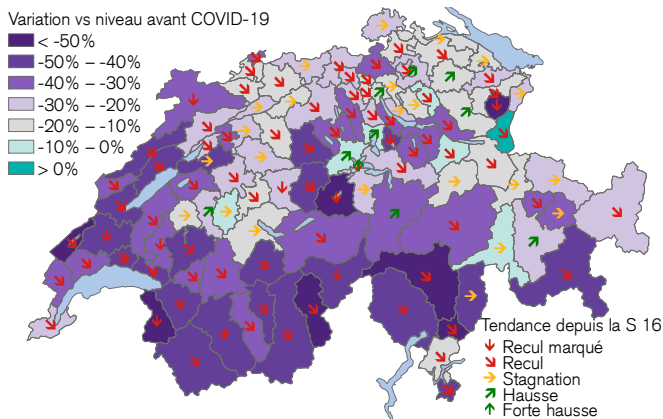 Variation vs niveau avant COVID-19
< -50%
-50% – -40%
-40% – -30%
-30% – -20%
-20% – -10%
-10% – 0%
> 0%
Tendance depuis la S 16
Recul marqué
Recul
Stagnation
Hausse
Forte hausse